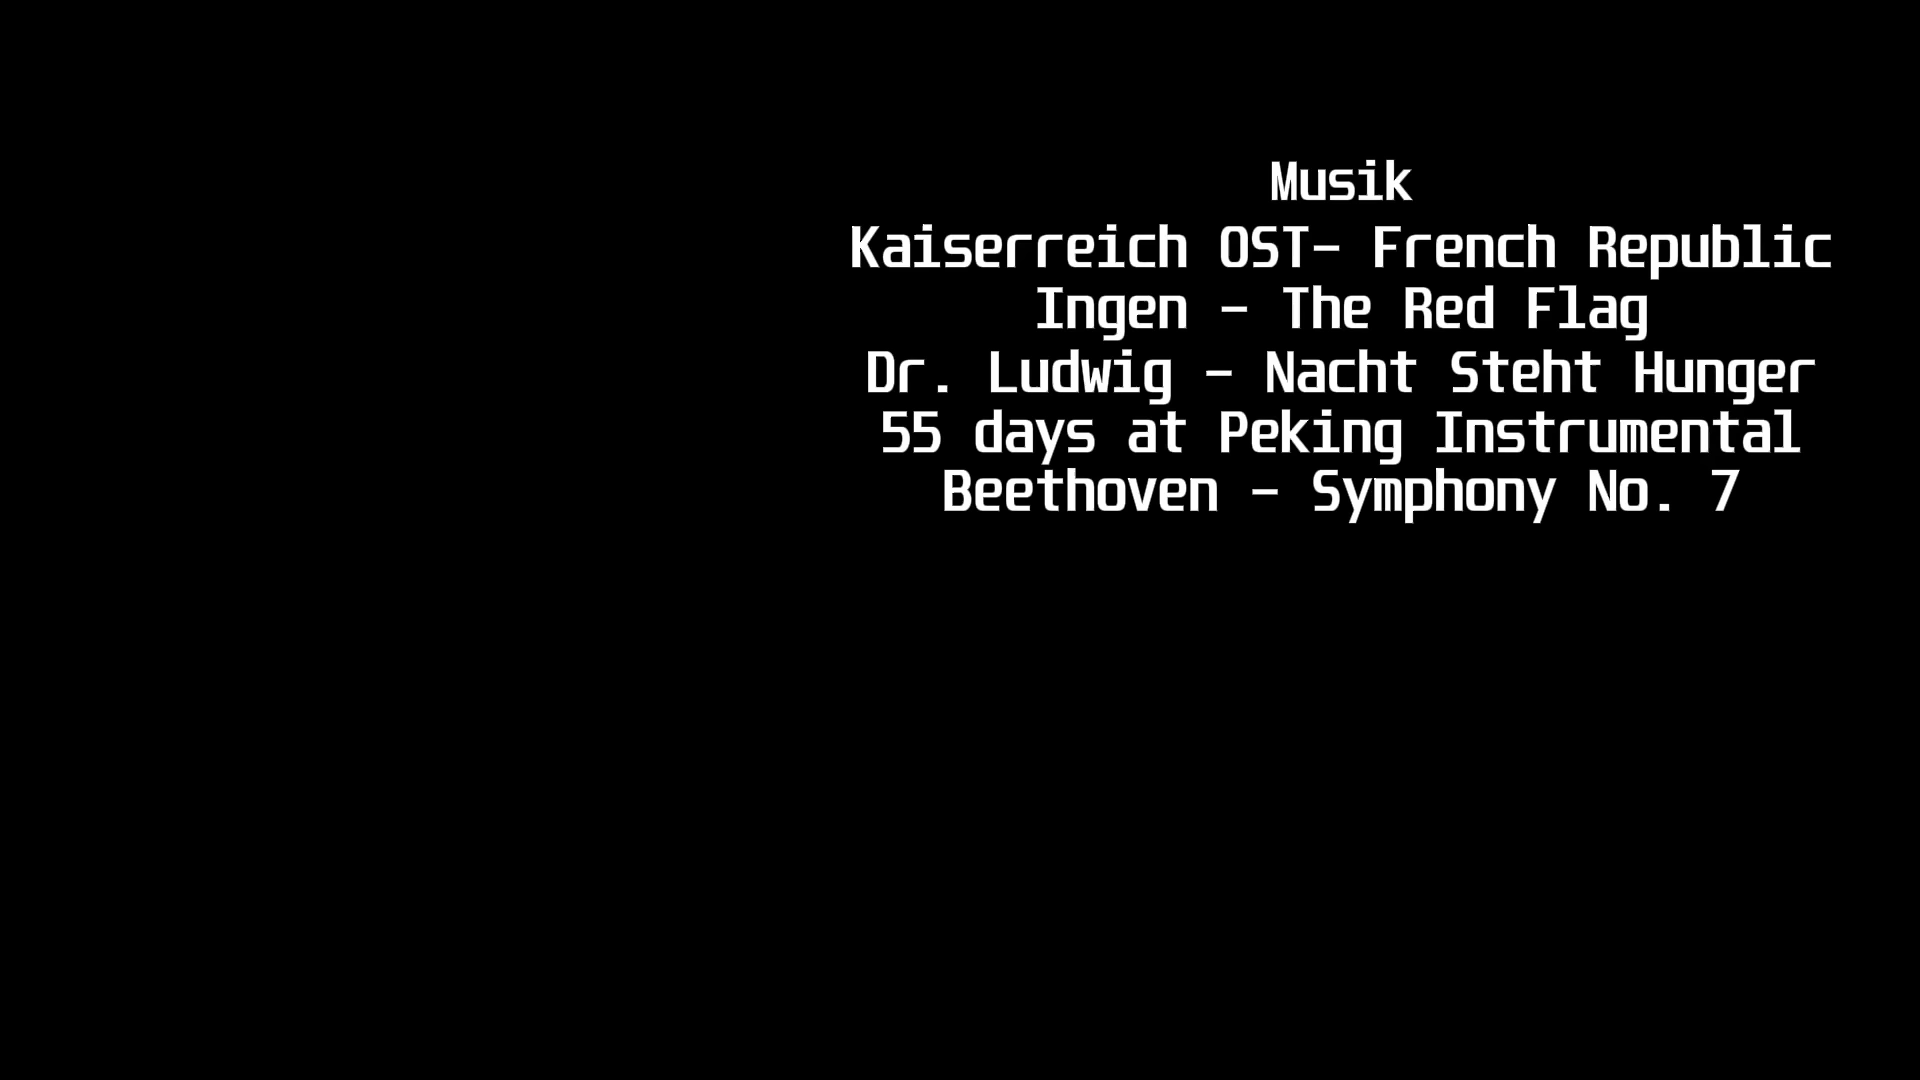 Musik
Kaiserreich OST- French Republic
Ingen - The Red Flag
Dr. Ludwig - Nacht Steht Hunger
55 days at Peking Instrumental
Beethoven - Symphony No. 7